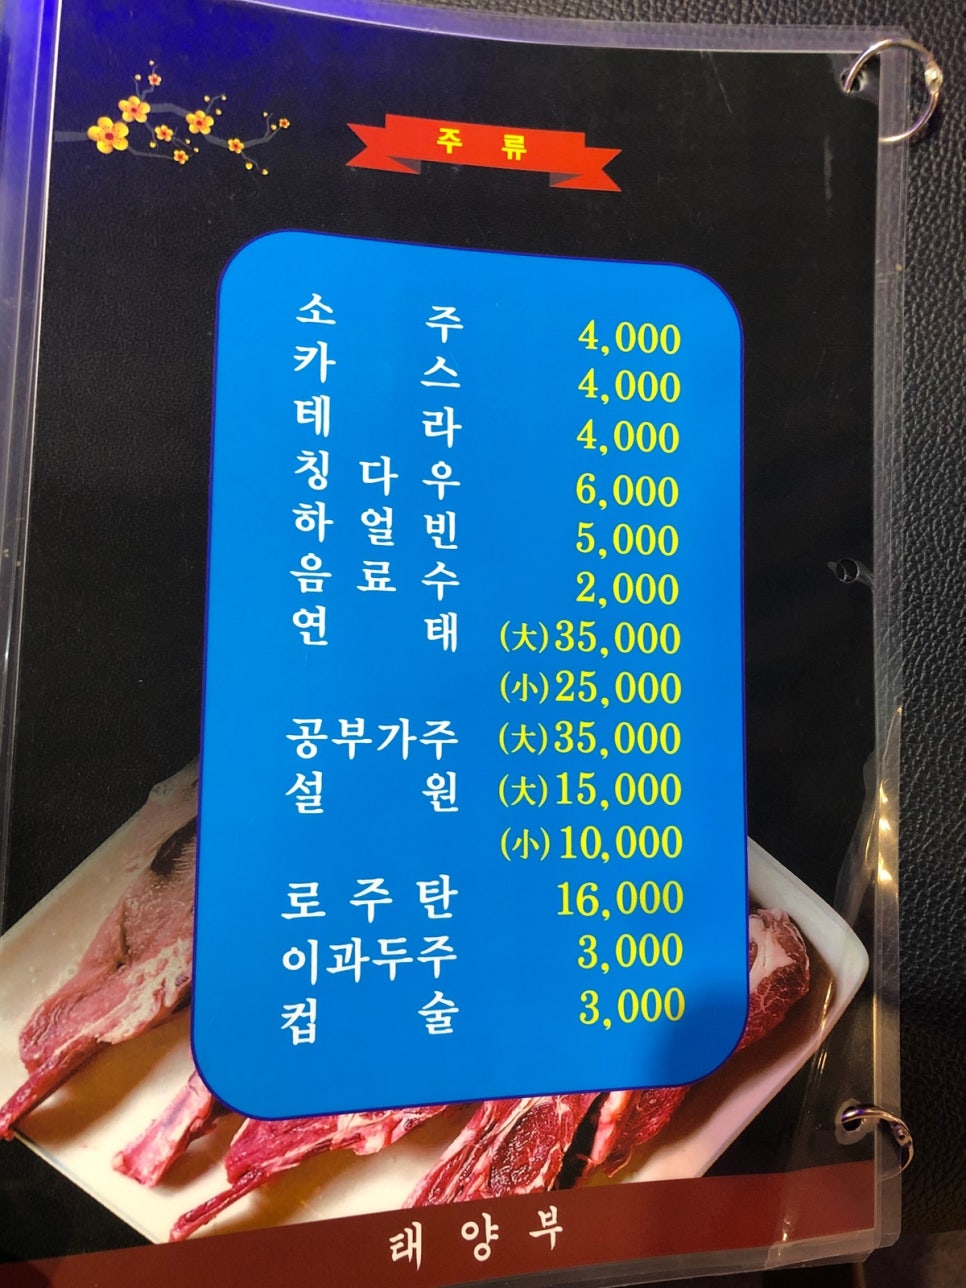 주 류
소 주 4,000
카 스 4,000
테 라 4,000
칭 다 우 6,000
하 얼 빈 5,000
음 료 수 2,000
연 태 (大)35,000
(小)25,000
공부가주 (大)35,000
설 원 (大)15,000
(小)10,000
로 주 탄 16,000
이과두주 3,000
컵 술 3,000
태 양 부